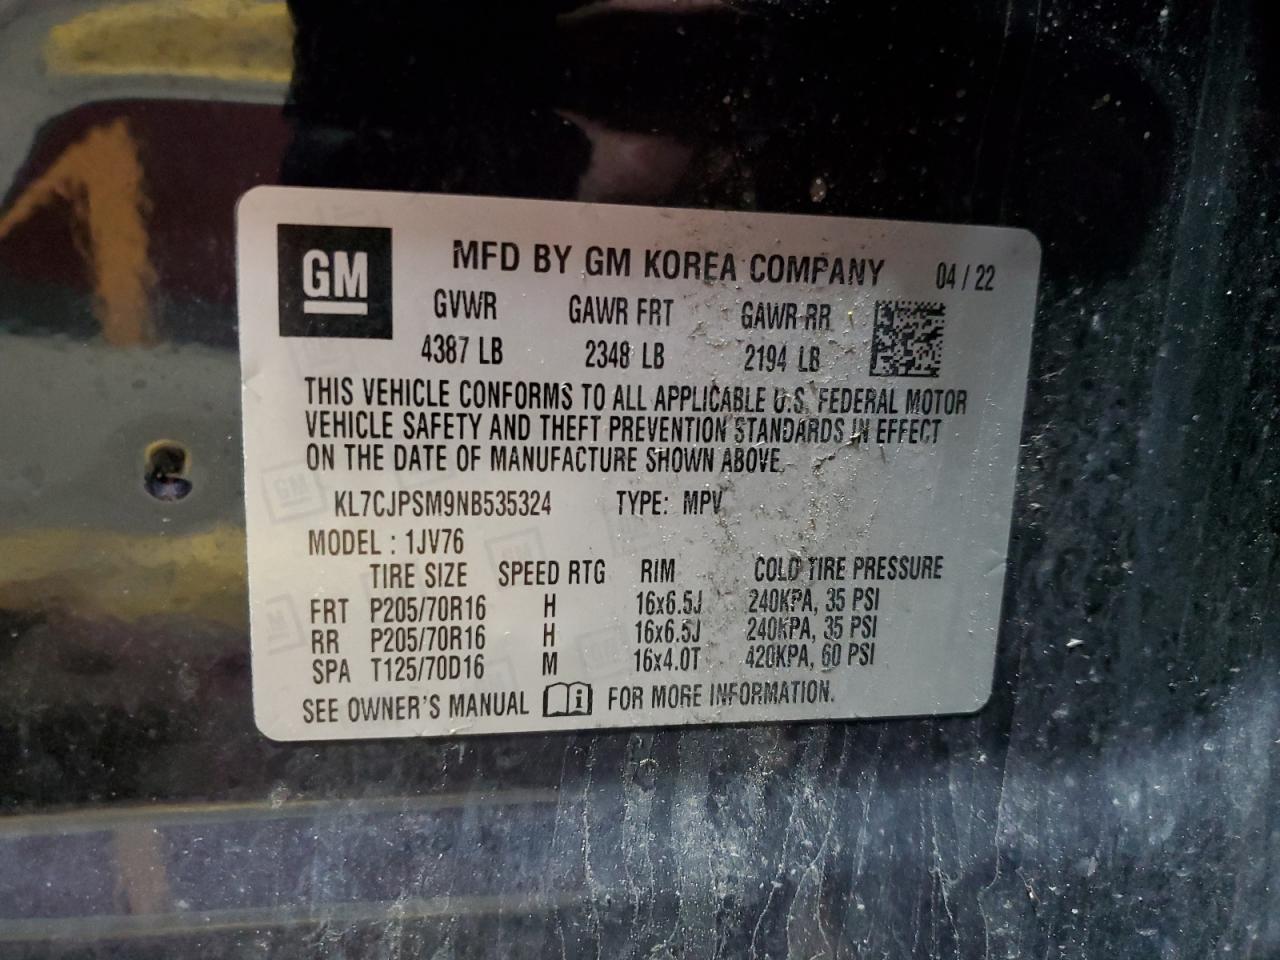 GM
MFD BY GM KOREA COMPANY 04 / 22
GVWR GAWR FRT GAWR RR
4387 LB 2348 LB 2194 LB
THIS VEHICLE CONFORMS TO ALL APPLICABLE U.S. FEDERAL MOTOR
VEHICLE SAFETY AND THEFT PREVENTION STANDARDS IN EFFECT
ON THE DATE OF MANUFACTURE SHOWN ABOVE.
KL7CJPSM9NB535324 TYPE: MPV
MODEL : 1JV76
TIRE SIZE SPEED RTG RIM COLD TIRE PRESSURE
FRT P205/70R16 H 16x6.5J 240KPA, 35 PSI
RR P205/70R16 H 16x6.5J 240KPA, 35 PSI
SPA T125/70D16 M 16x4.0T 420KPA, 60 PSI
SEE OWNER'S MANUAL i FOR MORE INFORMATION.